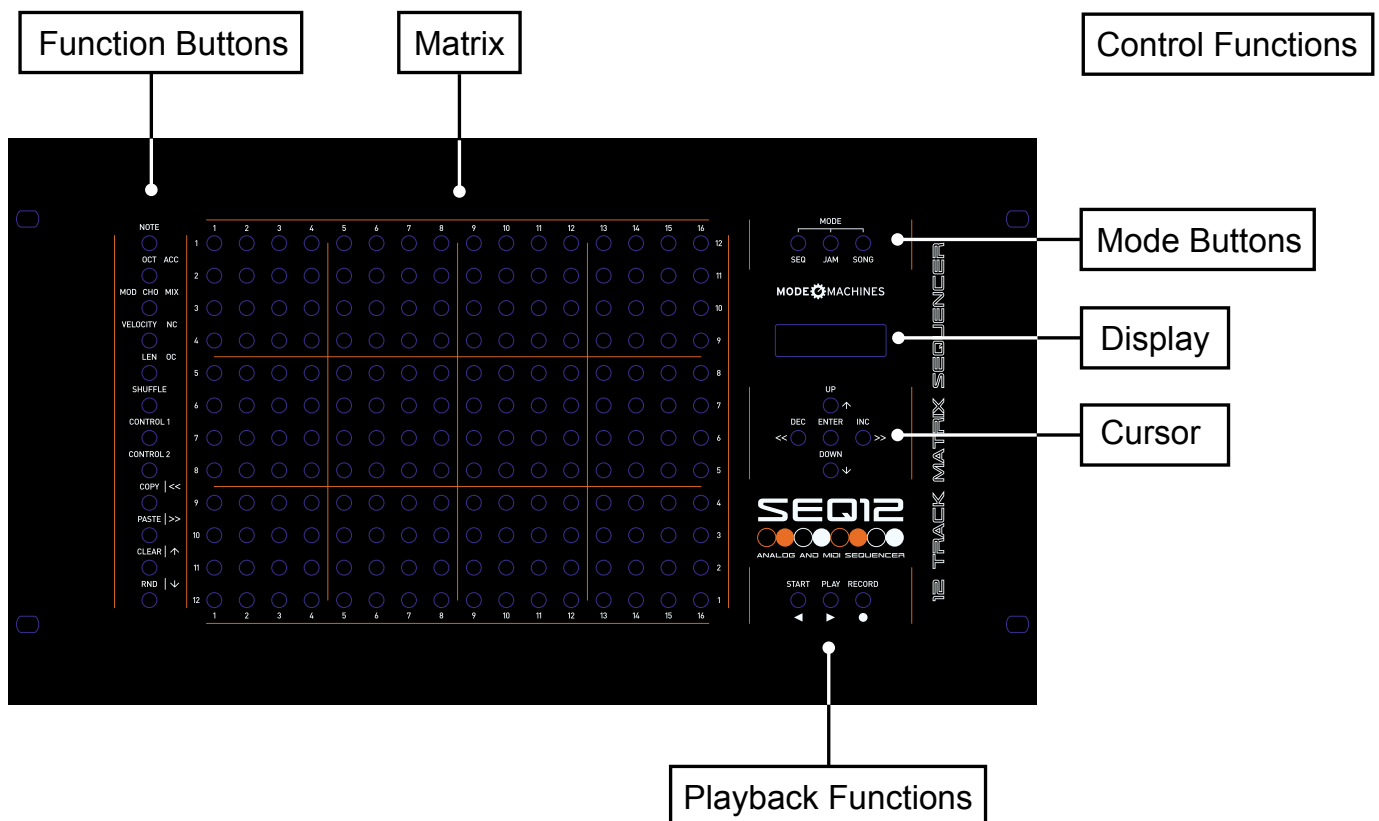 Function Buttons
Matrix
Control Functions
NOTE
OCT ACC
MOD CHO MIX
VELOCITY NC
LEN OC
SHUFFLE
CONTROL 1
CONTROL 2
COPY | <<
PASTE | >>
CLEAR | ↑
RND | ↓
1 2 3 4 5 6 7 8 9 10 11 12 13 14 15 16
1 12
2 11
3 10
4 9
5 8
6 7
7 6
8 5
9 4
10 3
11 2
12 1
1 2 3 4 5 6 7 8 9 10 11 12 13 14 15 16
MODE
SEQ JAM SONG
MODE MACHINES
UP
↑
DEC ENTER INC
<< >>
DOWN
↓
SEQ12
ANALOG AND MIDI SEQUENCER
START PLAY RECORD
◀ ▶ ●
12 TRACK MATRIX SEQUENCER
Mode Buttons
Display
Cursor
Playback Functions